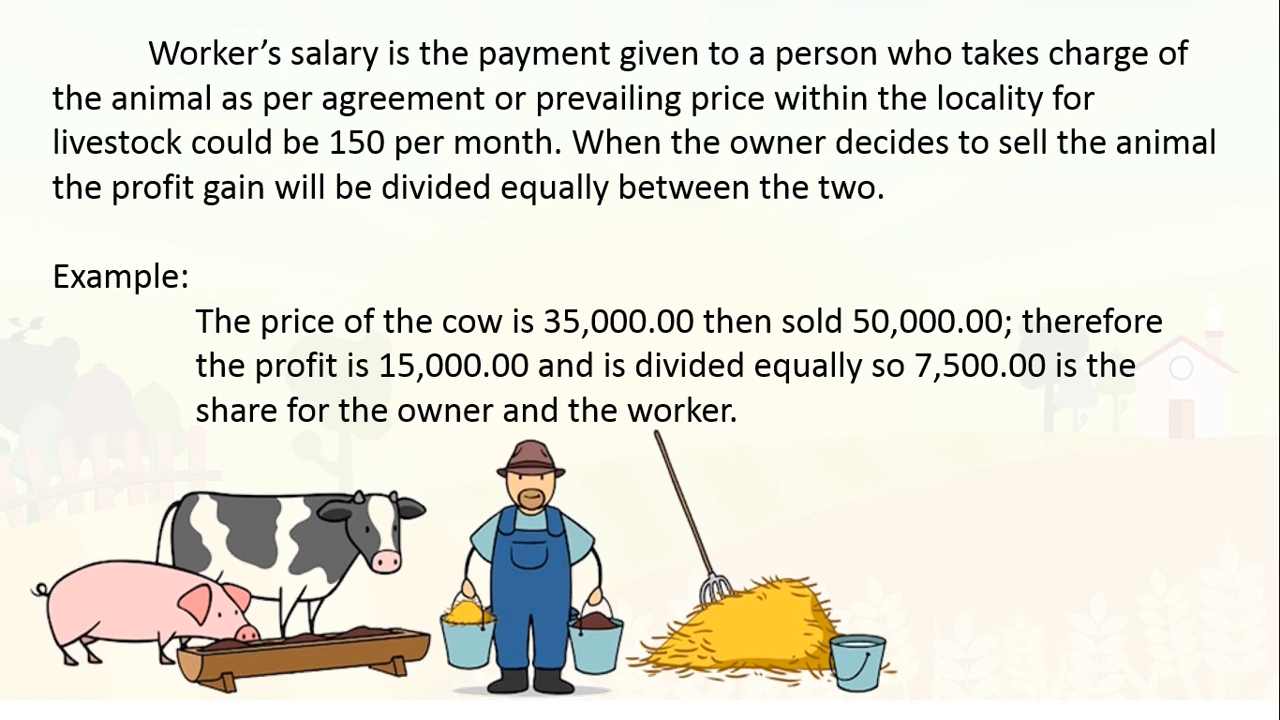 Worker’s salary is the payment given to a person who takes charge of
the animal as per agreement or prevailing price within the locality for
livestock could be 150 per month. When the owner decides to sell the animal
the profit gain will be divided equally between the two.
Example:
The price of the cow is 35,000.00 then sold 50,000.00; therefore
the profit is 15,000.00 and is divided equally so 7,500.00 is the
share for the owner and the worker.